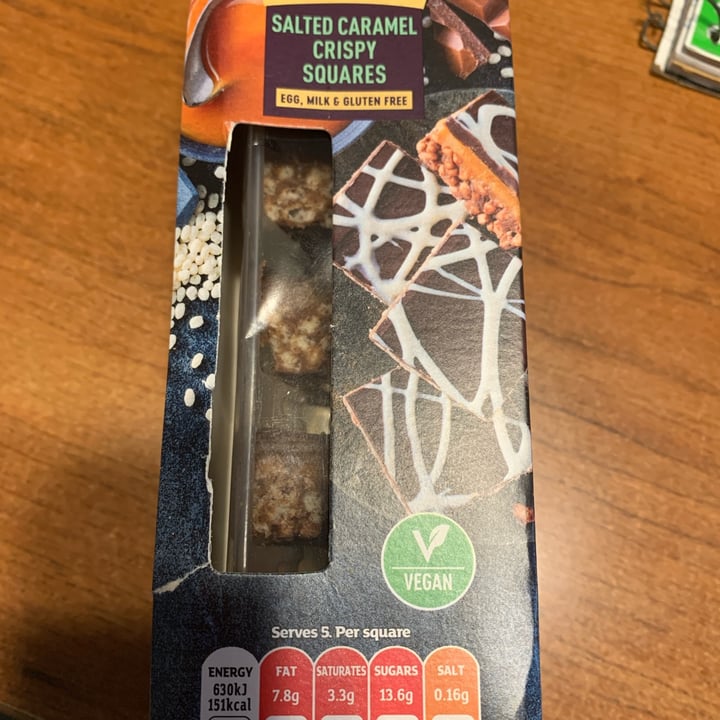 SALTED CARAMEL
CRISPY
SQUARES
EGG, MILK & GLUTEN FREE
VEGAN
Serves 5. Per square
ENERGY FAT SATURATES SUGARS SALT
630kJ
151kcal 7.8g 3.3g 13.6g 0.16g